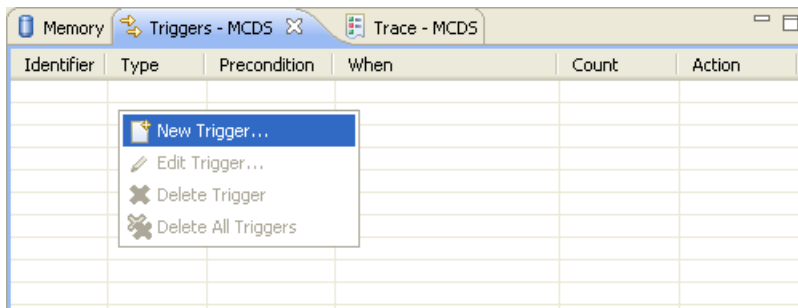 Memory Triggers - MCDS Trace - MCDS
Identifier Type Precondition When Count Action
New Trigger...
Edit Trigger...
Delete Trigger
Delete All Triggers